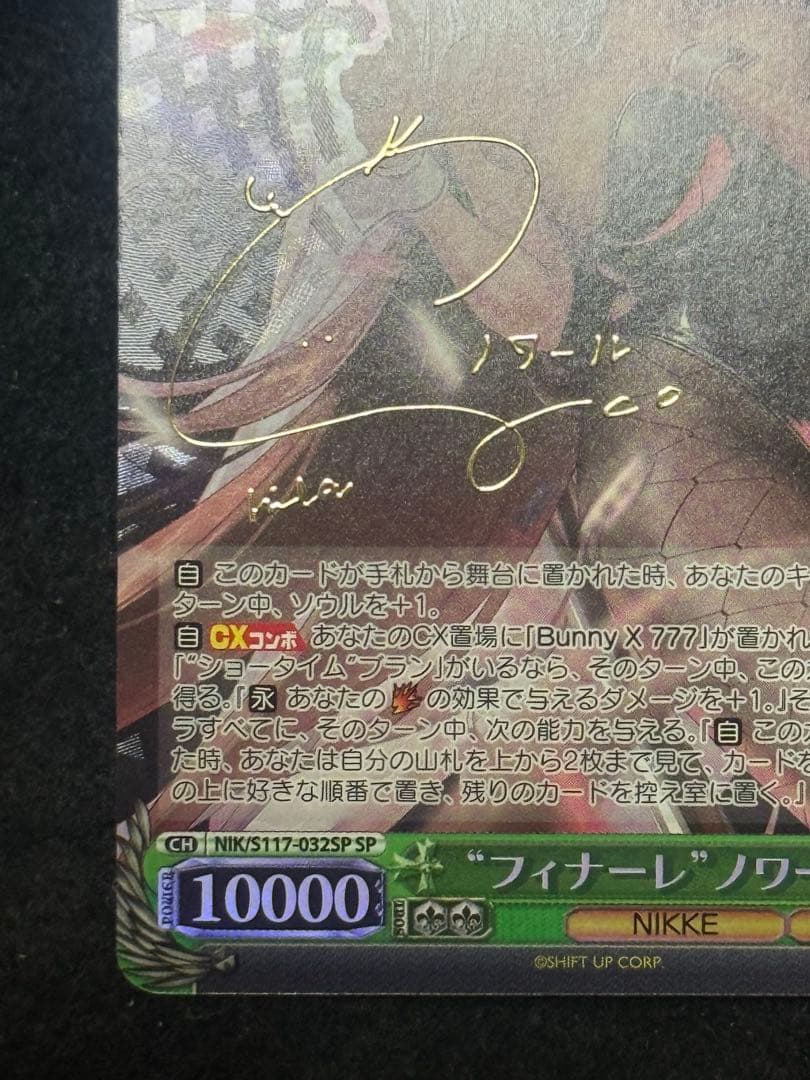 ノワール
自 このカードが手札から舞台に置かれた時、あなたのキ
ターン中、ソウルを+1。
自 CXコンボ あなたのCX置場に「Bunny X 777」が置かれ
「“ショータイム”ブラン」がいるなら、そのターン中、この
得る。『永 あなたの の効果で与えるダメージを+1。』そ
ラすべてに、そのターン中、次の能力を与える。『自 このカ
た時、あなたは自分の山札を上から2枚まで見て、カードを
の上に好きな順番で置き、残りのカードを控え室に置く。』
CH NIK/S117-032SP SP
“フィナーレ”ノワー
POWER 10000 SOUL NIKKE
©SHIFT UP CORP.